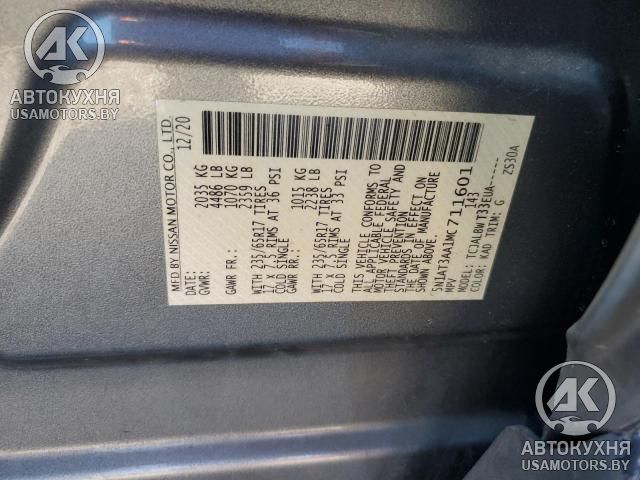 AK
АВТОКУХНЯ
USAMOTORS.BY
MFD BY NISSAN MOTOR CO., LTD.
DATE: 12/20
GVWR: 2035 KG
4486 LB
GAWR FR.: 1070 KG
2359 LB
WITH 235/65R17 TIRES
17 X 7.5 RIMS AT 36 PSI
COLD SINGLE
GAWR RR.: 1015 KG
2238 LB
WITH 235/65R17 TIRES
17 X 7.5 RIMS AT 33 PSI
COLD SINGLE
THIS VEHICLE CONFORMS TO
ALL APPLICABLE FEDERAL
MOTOR VEHICLE SAFETY AND
THEFT PREVENTION
STANDARDS IN EFFECT ON
THE DATE OF MANUFACTURE
SHOWN ABOVE.
5N1AT3AA1MC711601
MPV 143
MODEL: TC1ALBWT33EUA-----
COLOR: KAD TRIM: G
ZS30A
AK
АВТОКУХНЯ
USAMOTORS.BY